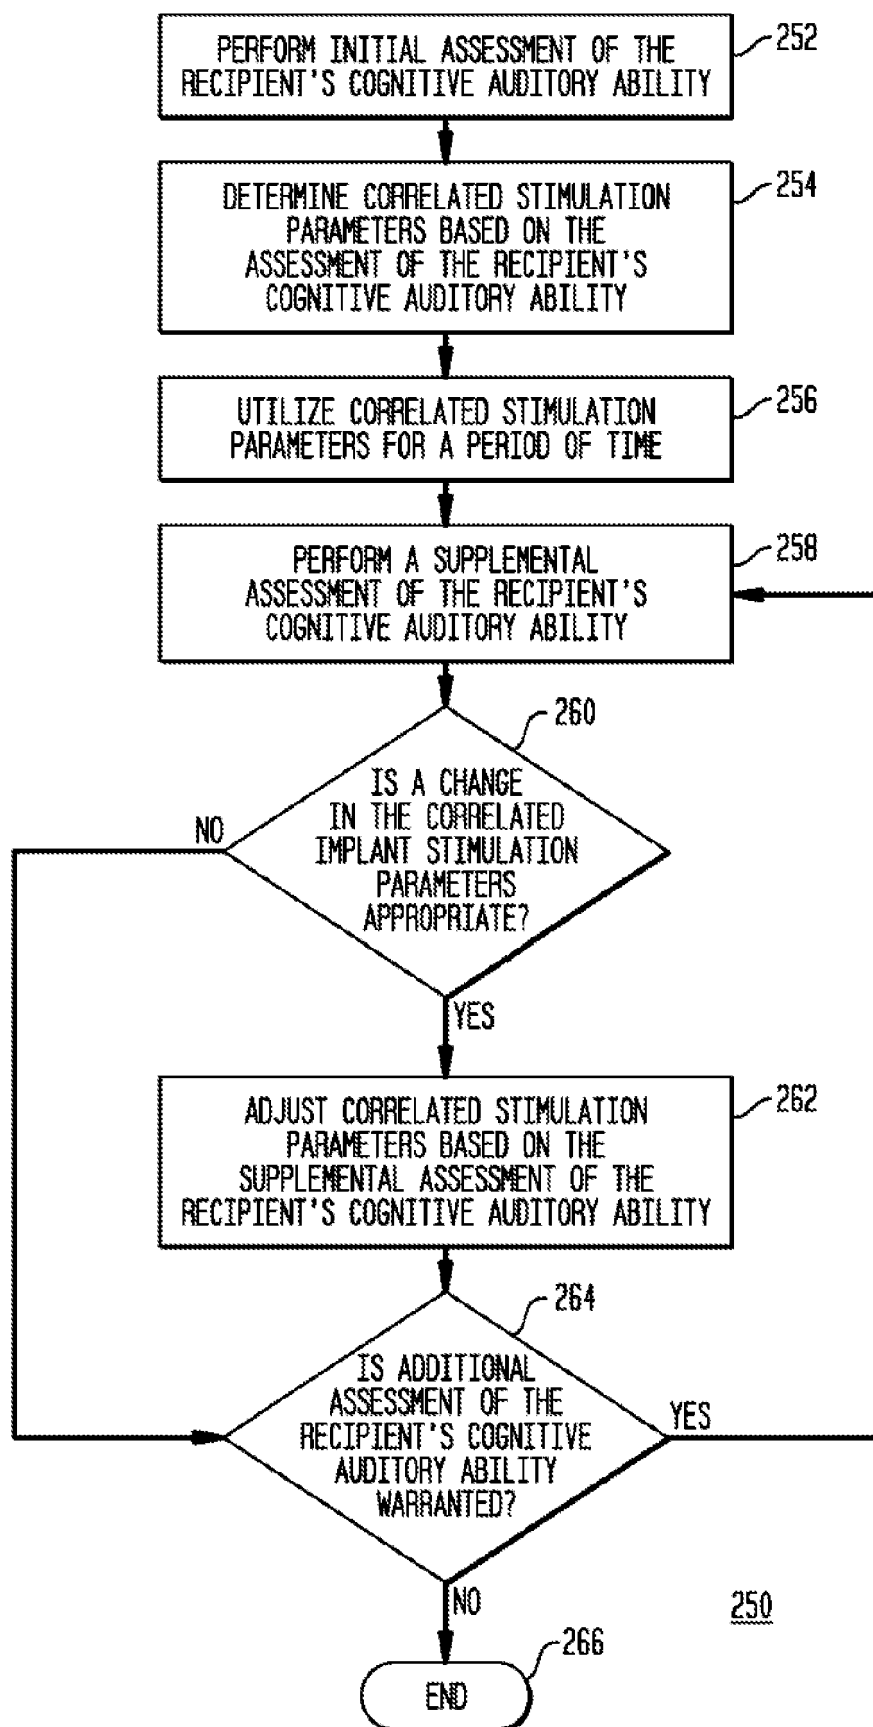 PERFORM INITIAL ASSESSMENT OF THE
RECIPIENT'S COGNITIVE AUDITORY ABILITY
252
DETERMINE CORRELATED STIMULATION
PARAMETERS BASED ON THE
ASSESSMENT OF THE RECIPIENT'S
COGNITIVE AUDITORY ABILITY
254
UTILIZE CORRELATED STIMULATION
PARAMETERS FOR A PERIOD OF TIME
256
PERFORM A SUPPLEMENTAL
ASSESSMENT OF THE RECIPIENT'S
COGNITIVE AUDITORY ABILITY
258
260
IS A CHANGE
IN THE CORRELATED
IMPLANT STIMULATION
PARAMETERS
APPROPRIATE?
NO
YES
ADJUST CORRELATED STIMULATION
PARAMETERS BASED ON THE
SUPPLEMENTAL ASSESSMENT OF THE
RECIPIENT'S COGNITIVE AUDITORY ABILITY
262
264
IS ADDITIONAL
ASSESSMENT OF THE
RECIPIENT'S COGNITIVE
AUDITORY ABILITY
WARRANTED?
YES
NO
250
266
END